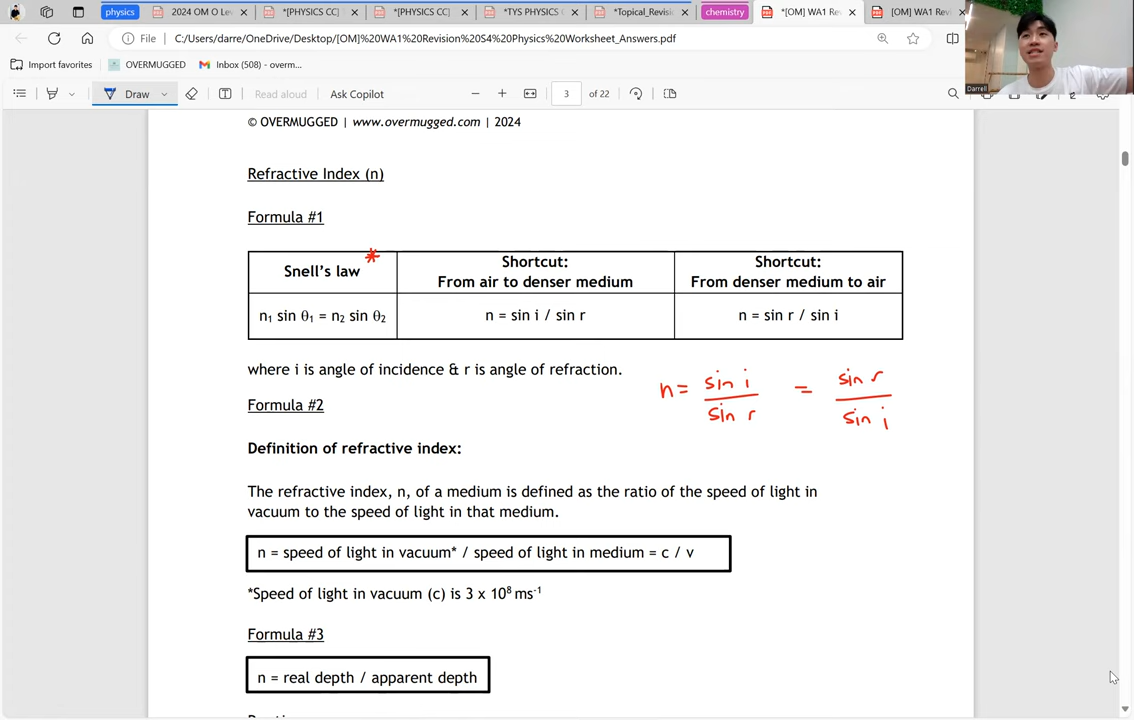 physics
2024 OM O Le
*[PHYSICS CC]
*[PHYSICS CC]
*TYS PHYSICS
*Topical_Revisi
chemistry
*[OM] WA1 Re
[OM] WA1 Revis
File
C:/Users/darre/OneDrive/Desktop/[OM]%20WA1%20Revision%20S4%20Physics%20Worksheet_Answers.pdf
Import favorites
OVERMUGGED
Inbox (508) - overm...
Darrell
Draw
Read aloud
Ask Copilot
3
of 22
© OVERMUGGED | www.overmugged.com | 2024
Refractive Index (n)
Formula #1
Snell's law *
Shortcut:
From air to denser medium
Shortcut:
From denser medium to air
n₁ sin θ₁ = n₂ sin θ₂
n = sin i / sin r
n = sin r / sin i
where i is angle of incidence & r is angle of refraction.
n = sin i / sin r = sin r / sin i
Formula #2
Definition of refractive index:
The refractive index, n, of a medium is defined as the ratio of the speed of light in
vacuum to the speed of light in that medium.
n = speed of light in vacuum* / speed of light in medium = c / v
*Speed of light in vacuum (c) is 3 x 10⁸ ms⁻¹
Formula #3
n = real depth / apparent depth